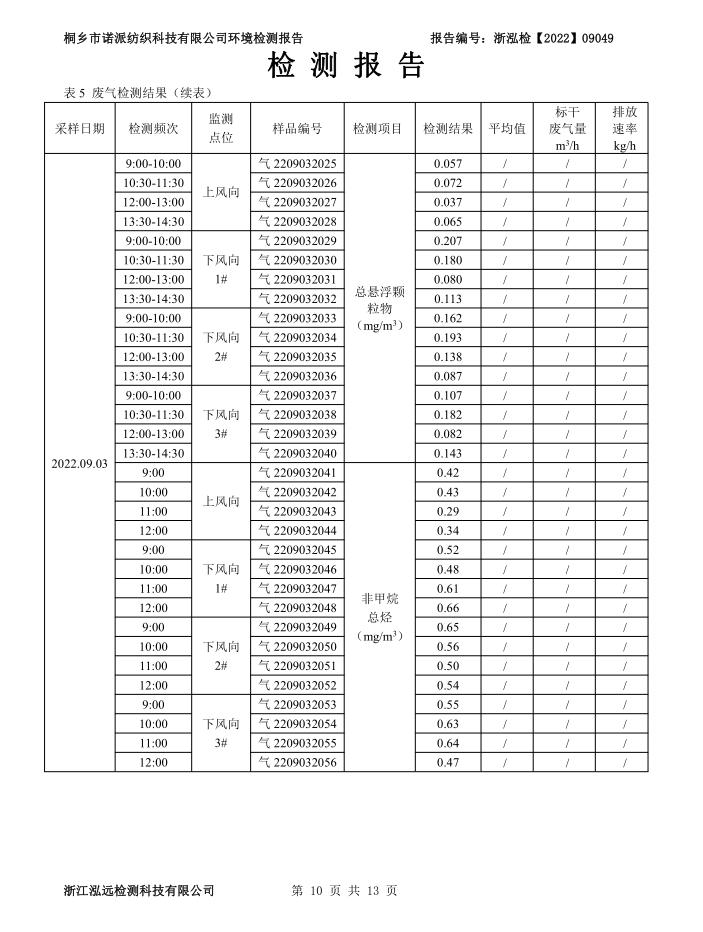 桐乡市诺派纺织科技有限公司环境检测报告 报告编号：浙泓检【2022】09049
检 测 报 告
表 5 废气检测结果（续表）
采样日期 检测频次 监测点位 样品编号 检测项目 检测结果 平均值 标干废气量 m³/h 排放速率 kg/h
2022.09.03 9:00-10:00 上风向 气 2209032025 总悬浮颗粒物（mg/m³） 0.057 / / /
10:30-11:30 气 2209032026 0.072 / / /
12:00-13:00 气 2209032027 0.037 / / /
13:30-14:30 气 2209032028 0.065 / / /
9:00-10:00 下风向 1# 气 2209032029 0.207 / / /
10:30-11:30 气 2209032030 0.180 / / /
12:00-13:00 气 2209032031 0.080 / / /
13:30-14:30 气 2209032032 0.113 / / /
9:00-10:00 下风向 2# 气 2209032033 0.162 / / /
10:30-11:30 气 2209032034 0.193 / / /
12:00-13:00 气 2209032035 0.138 / / /
13:30-14:30 气 2209032036 0.087 / / /
9:00-10:00 下风向 3# 气 2209032037 0.107 / / /
10:30-11:30 气 2209032038 0.182 / / /
12:00-13:00 气 2209032039 0.082 / / /
13:30-14:30 气 2209032040 0.143 / / /
9:00 上风向 气 2209032041 非甲烷总烃（mg/m³） 0.42 / / /
10:00 气 2209032042 0.43 / / /
11:00 气 2209032043 0.29 / / /
12:00 气 2209032044 0.34 / / /
9:00 下风向 1# 气 2209032045 0.52 / / /
10:00 气 2209032046 0.48 / / /
11:00 气 2209032047 0.61 / / /
12:00 气 2209032048 0.66 / / /
9:00 下风向 2# 气 2209032049 0.65 / / /
10:00 气 2209032050 0.56 / / /
11:00 气 2209032051 0.50 / / /
12:00 气 2209032052 0.54 / / /
9:00 下风向 3# 气 2209032053 0.55 / / /
10:00 气 2209032054 0.63 / / /
11:00 气 2209032055 0.64 / / /
12:00 气 2209032056 0.47 / / /
浙江泓远检测科技有限公司 第 10 页 共 13 页